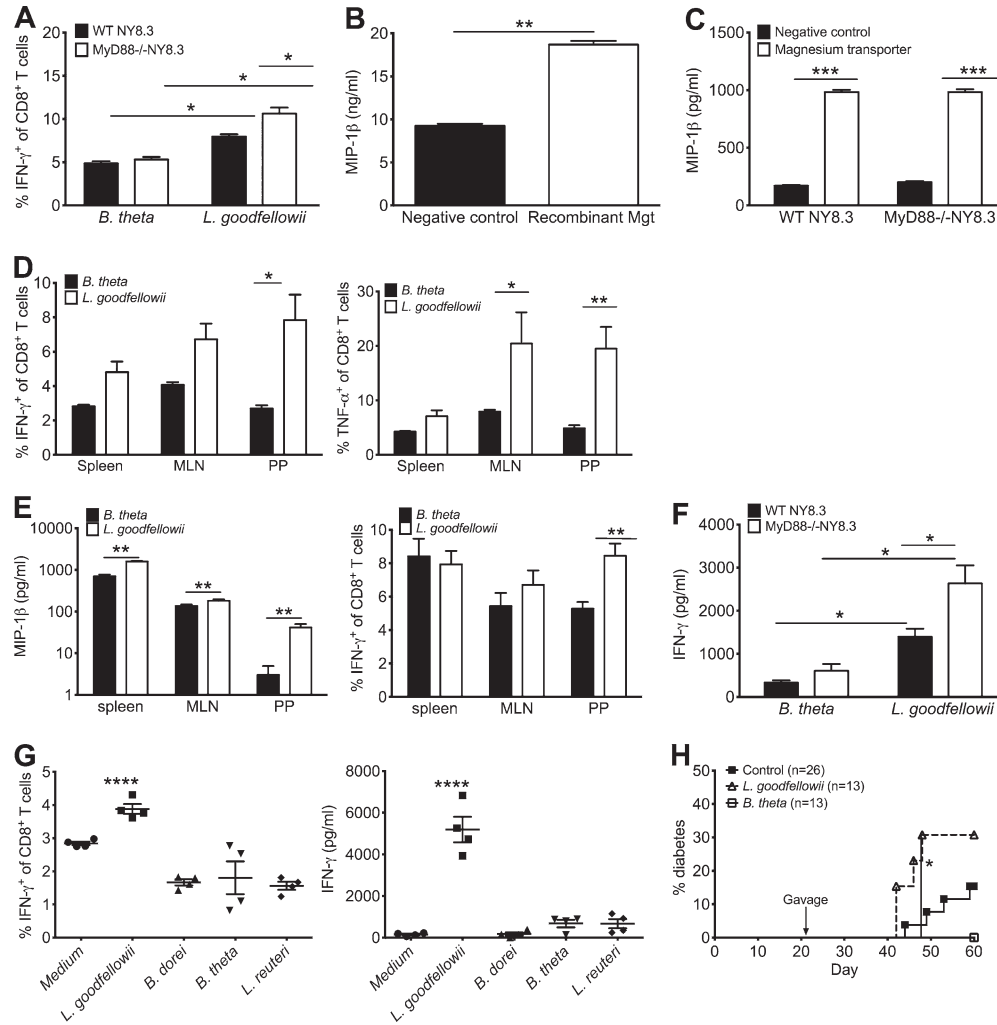 A
% IFN-γ+ of CD8+ T cells
20
15
10
5
0
WT NY8.3
MyD88-/-NY8.3
*
*
*
B. theta
L. goodfellowii
B
MIP-1β (ng/ml)
20
15
10
5
0
**
Negative control
Recombinant Mgt
C
MIP-1β (pg/ml)
1500
1000
500
0
Negative control
Magnesium transporter
***
***
WT NY8.3
MyD88-/-NY8.3
D
% IFN-γ+ of CD8+ T cells
10
8
6
4
2
0
B. theta
L. goodfellowii
*
Spleen
MLN
PP
% TNF-α+ of CD8+ T cells
30
20
10
0
B. theta
L. goodfellowii
*
**
Spleen
MLN
PP
E
MIP-1β (pg/ml)
10000
1000
100
10
1
B. theta
L. goodfellowii
**
**
**
spleen
MLN
PP
% IFN-γ+ of CD8+ T cells
10
8
6
4
2
0
B. theta
L. goodfellowii
**
spleen
MLN
PP
F
IFN-γ (pg/ml)
4000
3000
2000
1000
0
WT NY8.3
MyD88-/-NY8.3
*
*
*
B. theta
L. goodfellowii
G
% IFN-γ+ of CD8+ T cells
5
4
3
2
1
0
****
Medium
L. goodfellowii
B. dorei
B. theta
L. reuteri
IFN-γ (pg/ml)
8000
6000
4000
2000
0
****
Medium
L. goodfellowii
B. dorei
B. theta
L. reuteri
H
% diabetes
50
40
30
20
10
0
Control (n=26)
L. goodfellowii (n=13)
B. theta (n=13)
Gavage
*
0
10
20
30
40
50
60
Day